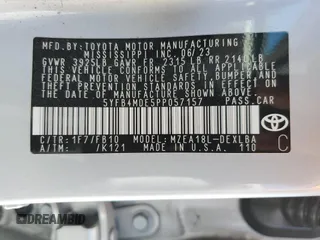 MFD. BY: TOYOTA MOTOR MANUFACTURING
MISSISSIPPI INC. 06/23
GVWR 3925LB GAWR FR 2315LB RR 2140LB
THIS VEHICLE CONFORMS TO ALL APPLICABLE
FEDERAL MOTOR VEHICLE SAFETY, BUMPER, AND
THEFT PREVENTION STANDARDS IN EFFECT ON
THE DATE OF MANUFACTURE SHOWN ABOVE.
5YFB4MDE5PP057157 PASS.CAR
C/TR: 1F7/FB10 MODEL: MZEA18L-DEXLBA
A/TM: /K121 MADE IN U.S.A. 110
C
TOYOTA
DREAMBID